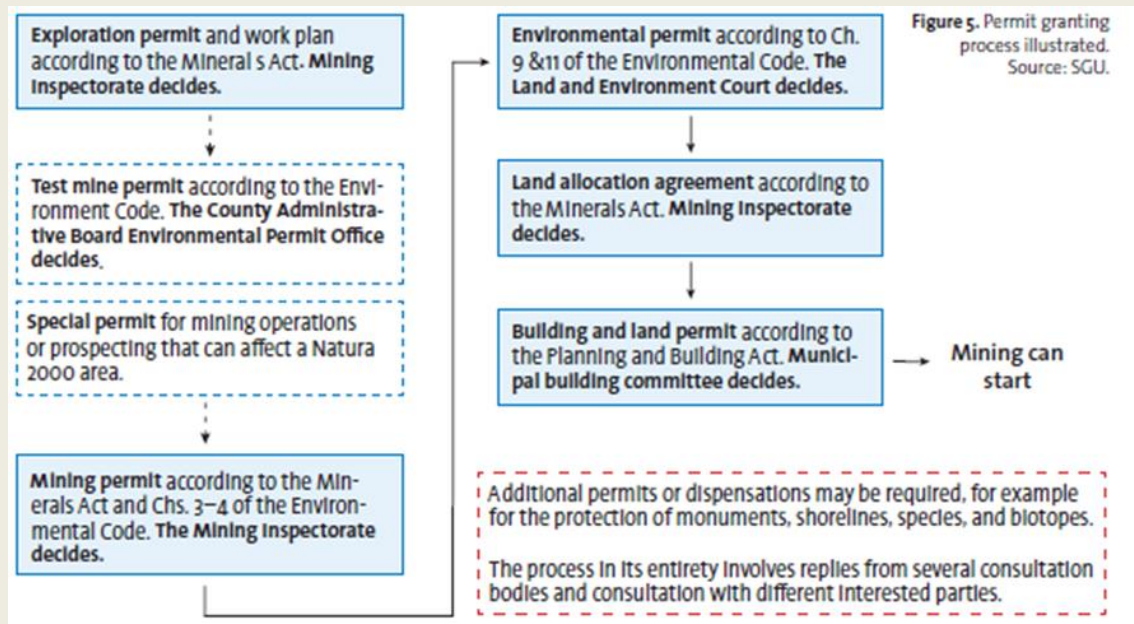 Exploration permit and work plan
according to the Mineral s Act. Mining
Inspectorate decides.
Test mine permit according to the Envi-
ronment Code. The County Administra-
tive Board Environmental Permit Office
decides.
Special permit for mining operations
or prospecting that can affect a Natura
2000 area.
Mining permit according to the Min-
erals Act and Chs. 3–4 of the Environ-
mental Code. The Mining Inspectorate
decides.
Environmental permit according to Ch.
9 &11 of the Environmental Code. The
Land and Environment Court decides.
Land allocation agreement according to
the Minerals Act. Mining Inspectorate
decides.
Building and land permit according to
the Planning and Building Act. Munici-
pal building committee decides.
Mining can
start
Figure 5. Permit granting
process illustrated.
Source: SGU.
Additional permits or dispensations may be required, for example
for the protection of monuments, shorelines, species, and biotopes.
The process in its entirety involves replies from several consultation
bodies and consultation with different interested parties.